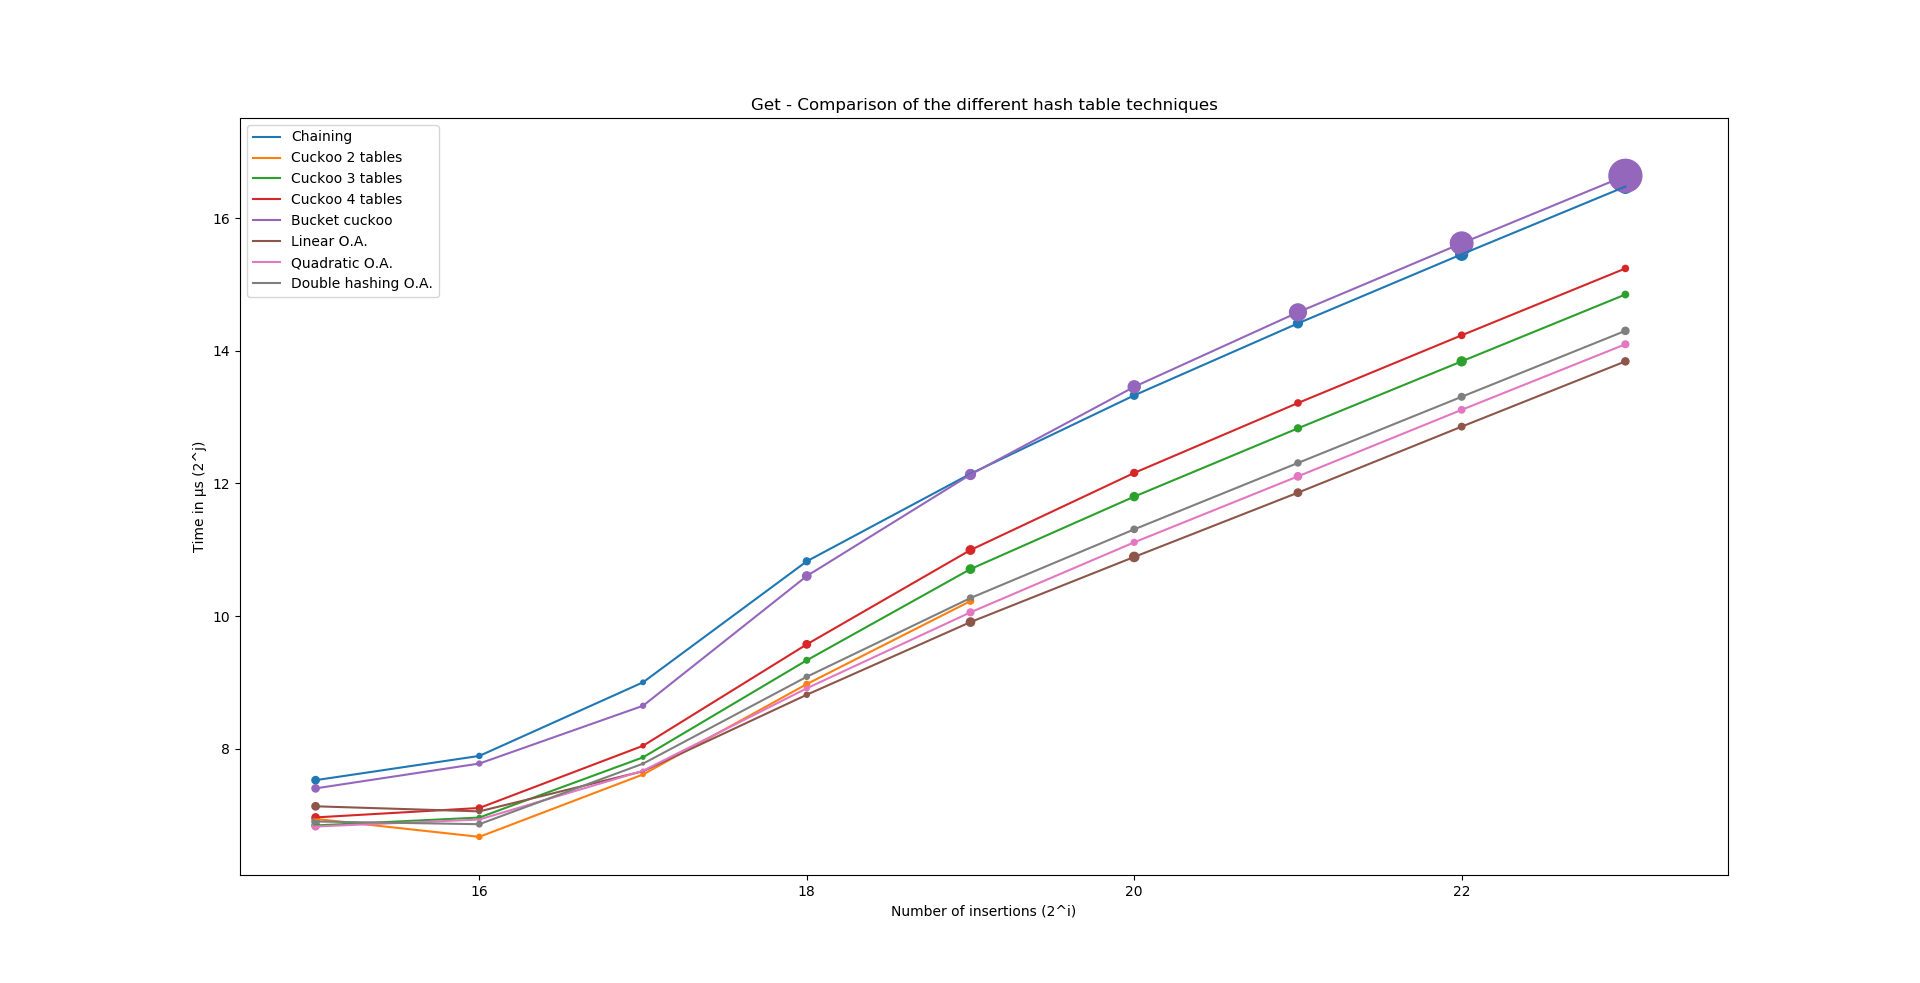 Get - Comparison of the different hash table techniques
Chaining
Cuckoo 2 tables
Cuckoo 3 tables
Cuckoo 4 tables
Bucket cuckoo
Linear O.A.
Quadratic O.A.
Double hashing O.A.
Time in µs (2^j)
16
14
12
10
8
16 18 20 22
Number of insertions (2^i)